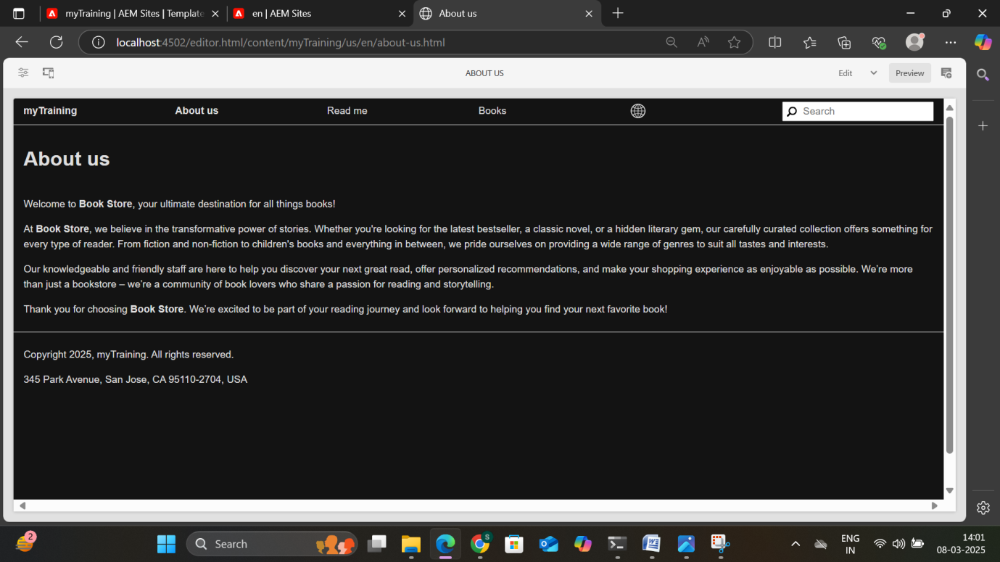 myTraining | AEM Sites | Template
en | AEM Sites
About us
localhost:4502/editor.html/content/myTraining/us/en/about-us.html
ABOUT US
Edit
Preview
myTraining
About us
Read me
Books
Search
About us
Welcome to Book Store, your ultimate destination for all things books!
At Book Store, we believe in the transformative power of stories. Whether you're looking for the latest bestseller, a classic novel, or a hidden literary gem, our carefully curated collection offers something for
every type of reader. From fiction and non-fiction to children's books and everything in between, we pride ourselves on providing a wide range of genres to suit all tastes and interests.
Our knowledgeable and friendly staff are here to help you discover your next great read, offer personalized recommendations, and make your shopping experience as enjoyable as possible. We’re more
than just a bookstore – we’re a community of book lovers who share a passion for reading and storytelling.
Thank you for choosing Book Store. We’re excited to be part of your reading journey and look forward to helping you find your next favorite book!
Copyright 2025, myTraining. All rights reserved.
345 Park Avenue, San Jose, CA 95110-2704, USA
2
Search
S
W
ENG
IN
14:01
08-03-2025